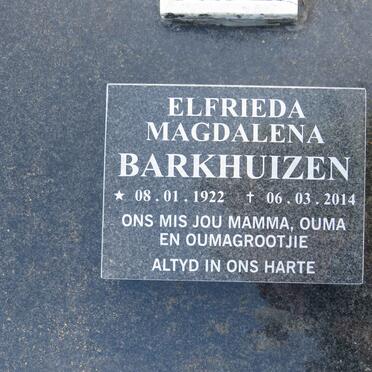 ELFRIEDA
MAGDALENA
BARKHUIZEN
★ 08.01.1922 † 06.03.2014
ONS MIS JOU MAMMA, OUMA
EN OUMAGROOTJIE
ALTYD IN ONS HARTE